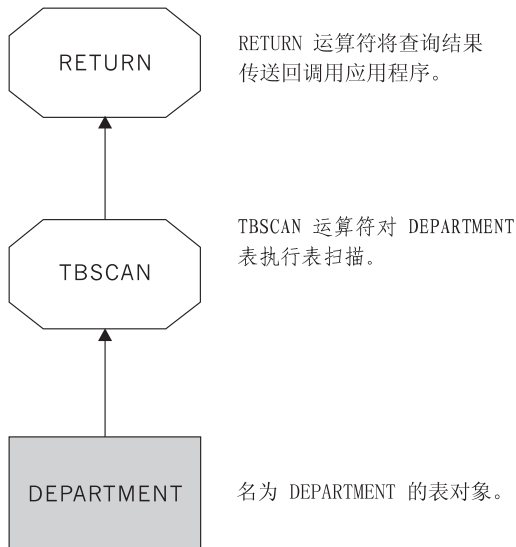 RETURN
RETURN 运算符将查询结果
传送回调用应用程序。
TBSCAN
TBSCAN 运算符对 DEPARTMENT
表执行表扫描。
DEPARTMENT
名为 DEPARTMENT 的表对象。